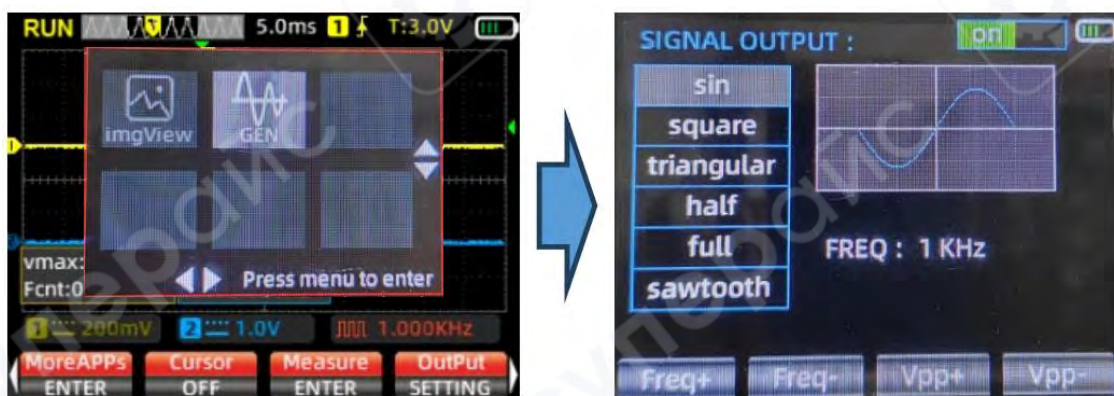 RUN T 5.0ms 1 T:3.0V
imgView GEN
1
2
Press menu to enter
vmax:
Fcnt:0
1 200mV 2 1.0V 1.000KHz
MoreAPPs Cursor Measure OutPut
ENTER OFF ENTER SETTING
SIGNAL OUTPUT : on
sin
square
triangular
half
full
sawtooth
FREQ : 1 KHz
Freq+ Freq- Vpp+ Vpp-